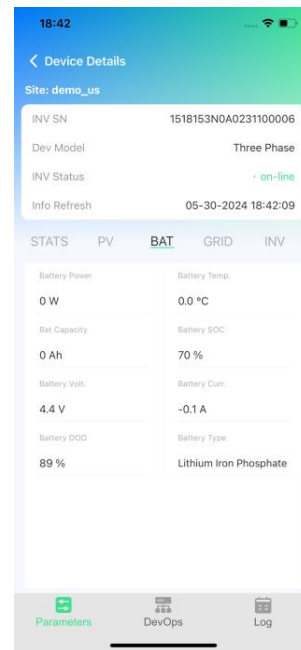 18:42
Device Details
Site: demo_us
INV SN 1518153N0A0231100006
Dev Model Three Phase
INV Status · on-line
Info Refresh 05-30-2024 18:42:09
STATS PV BAT GRID INV
Battery Power Battery Temp.
0 W 0.0 °C
Bat Capacity Battery SOC
0 Ah 70 %
Battery Volt. Battery Curr.
4.4 V -0.1 A
Battery DOD Battery Type
89 % Lithium Iron Phosphate
Parameters DevOps Log